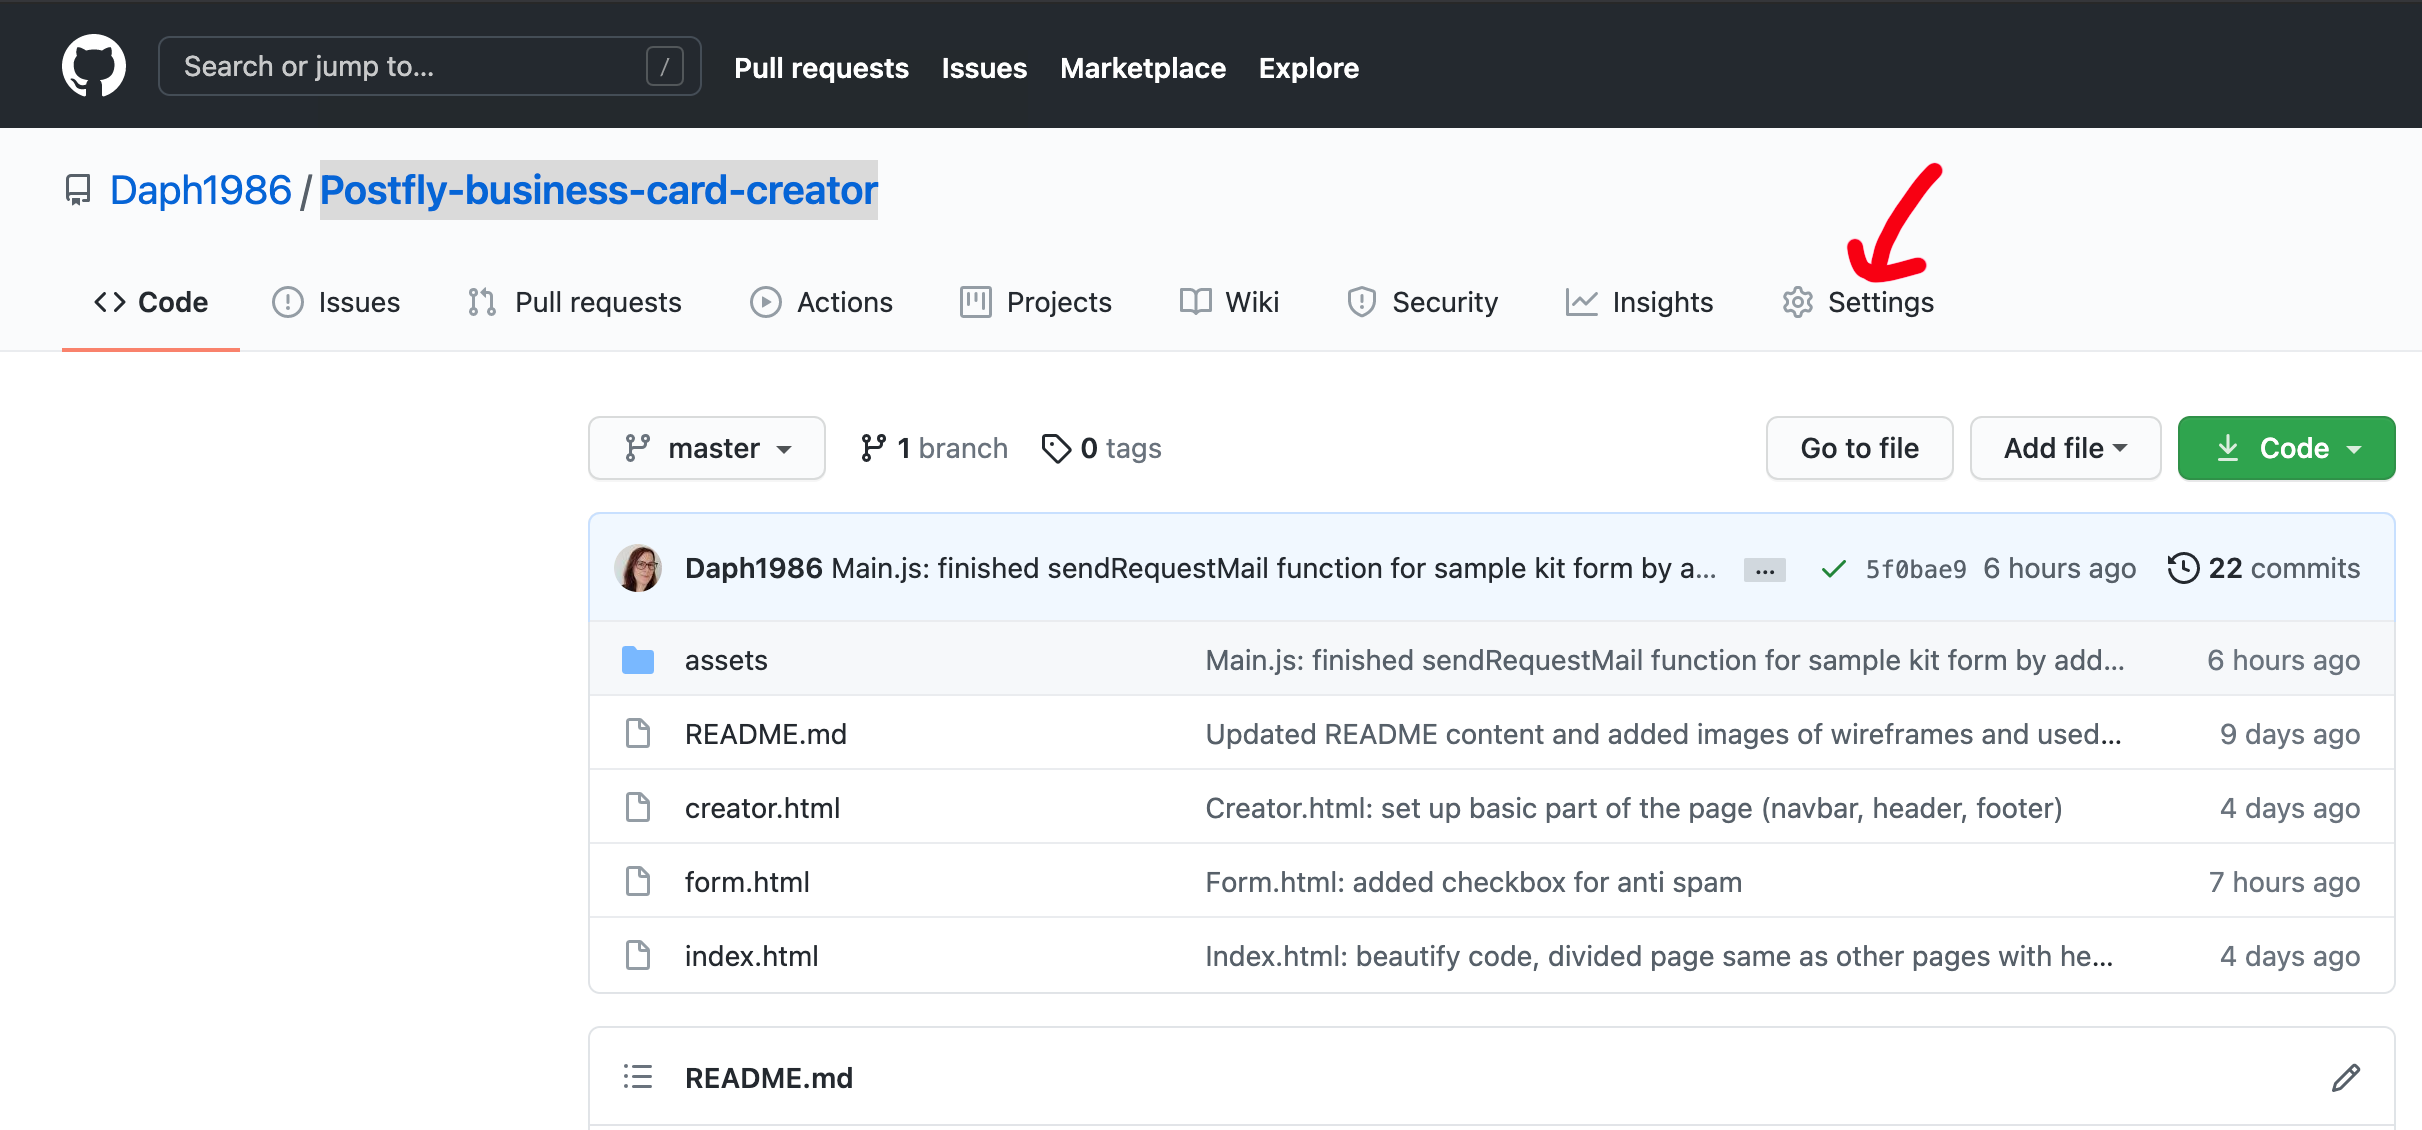 Search or jump to... / Pull requests Issues Marketplace Explore
Daph1986 / Postfly-business-card-creator
Code Issues Pull requests Actions Projects Wiki Security Insights Settings
master 1 branch 0 tags Go to file Add file Code
Daph1986 Main.js: finished sendRequestMail function for sample kit form by a... ... 5f0bae9 6 hours ago 22 commits
assets Main.js: finished sendRequestMail function for sample kit form by add... 6 hours ago
README.md Updated README content and added images of wireframes and used... 9 days ago
creator.html Creator.html: set up basic part of the page (navbar, header, footer) 4 days ago
form.html Form.html: added checkbox for anti spam 7 hours ago
index.html Index.html: beautify code, divided page same as other pages with he... 4 days ago
README.md